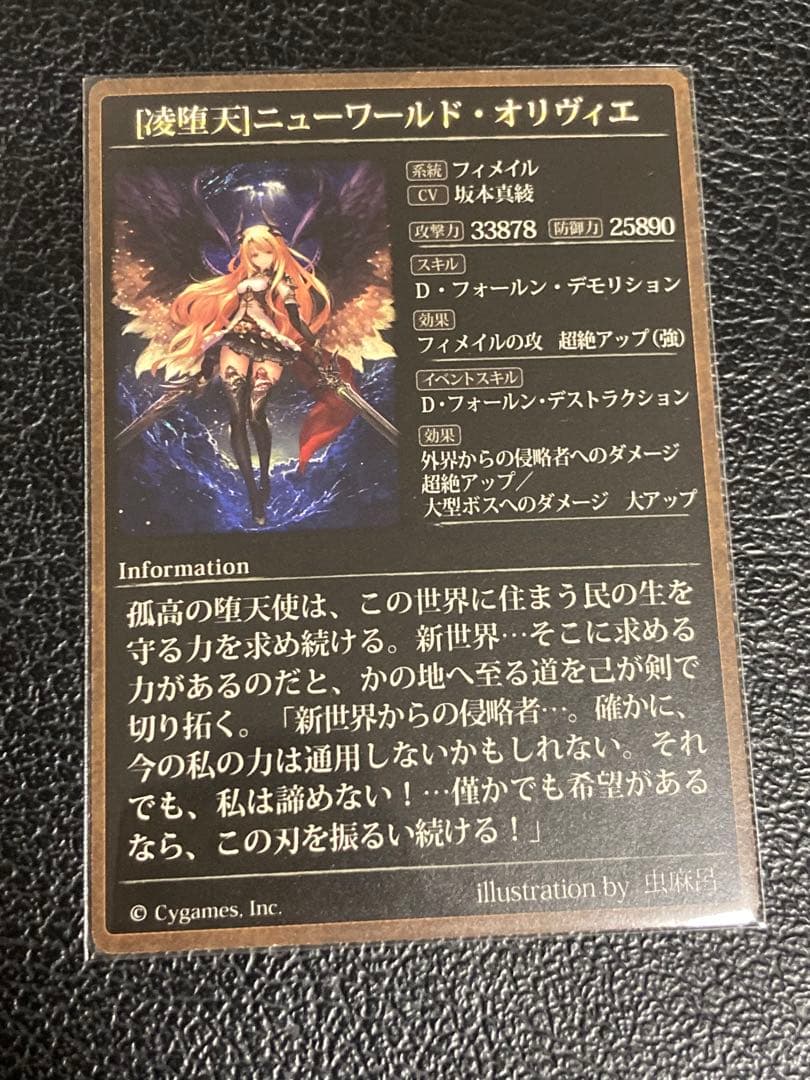 [凌堕天]ニューワールド・オリヴィエ
系統 フィメイル
CV 坂本真綾
攻撃力 33878 防御力 25890
スキル
D・フォールン・デモリション
効果
フィメイルの攻 超絶アップ(強)
イベントスキル
D・フォールン・デストラクション
効果
外界からの侵略者へのダメージ
超絶アップ/
大型ボスへのダメージ 大アップ
Information
孤高の堕天使は、この世界に住まう民の生を
守る力を求め続ける。新世界…そこに求める
力があるのだと、かの地へ至る道を己が剣で
切り拓く。「新世界からの侵略者…。確かに、
今の私の力は通用しないかもしれない。それ
でも、私は諦めない!…僅かでも希望がある
なら、この刃を振るい続ける!」
illustration by 虫麻呂
© Cygames, Inc.